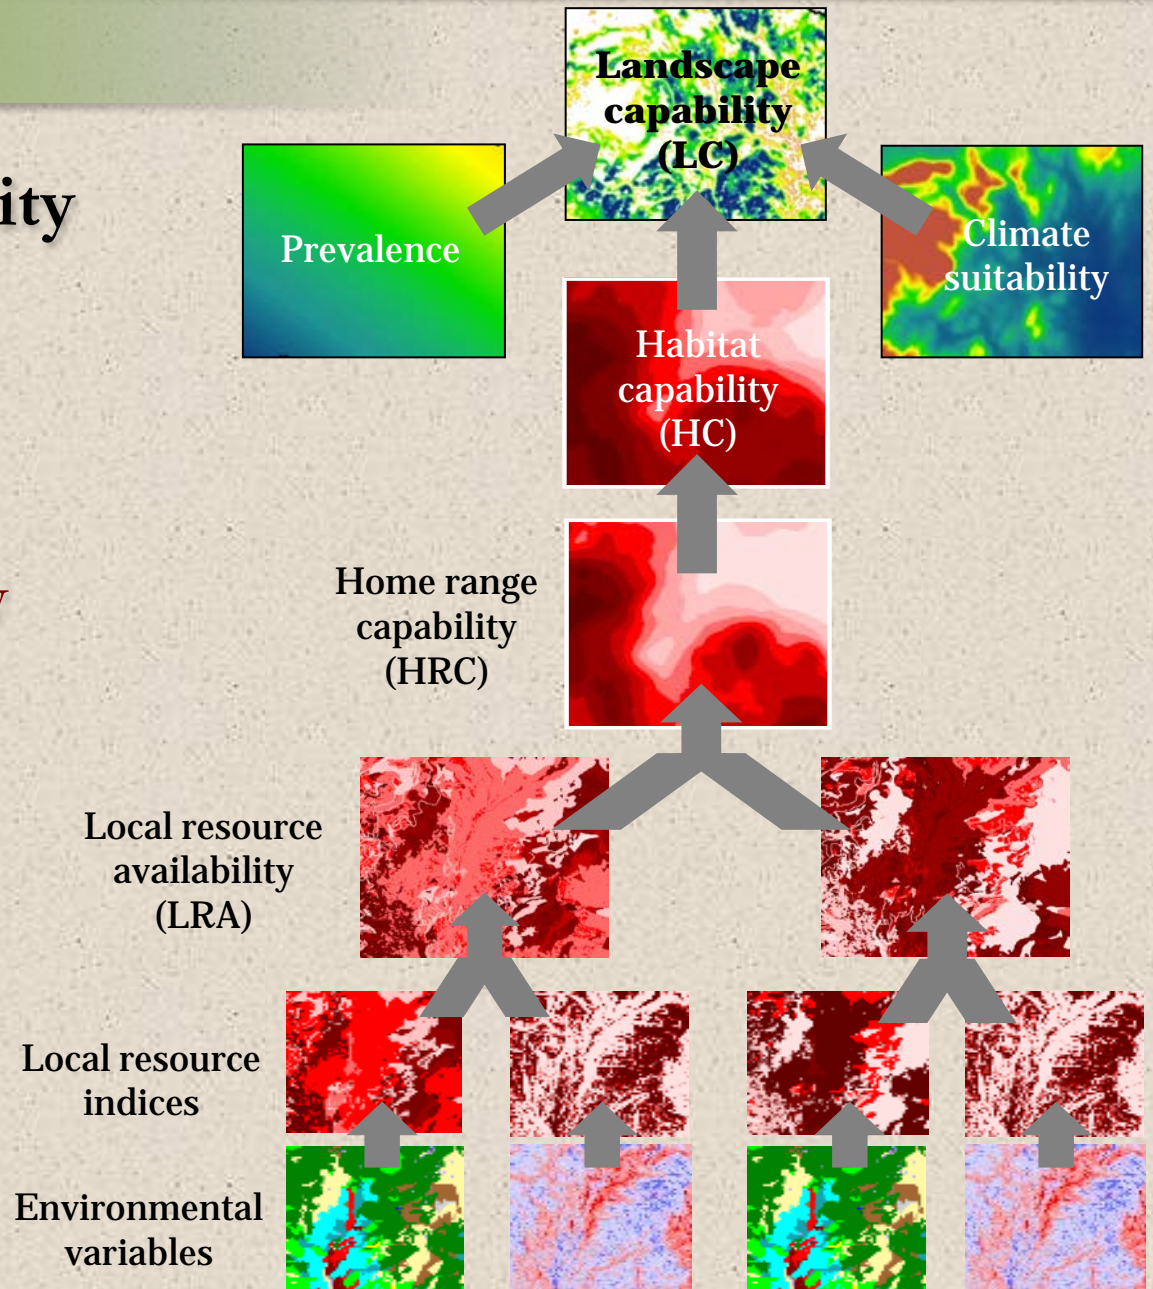 Landscape
capability
(LC)
ity
Prevalence
Climate
suitability
Habitat
capability
(HC)
y
Home range
capability
(HRC)
Local resource
availability
(LRA)
Local resource
indices
Environmental
variables